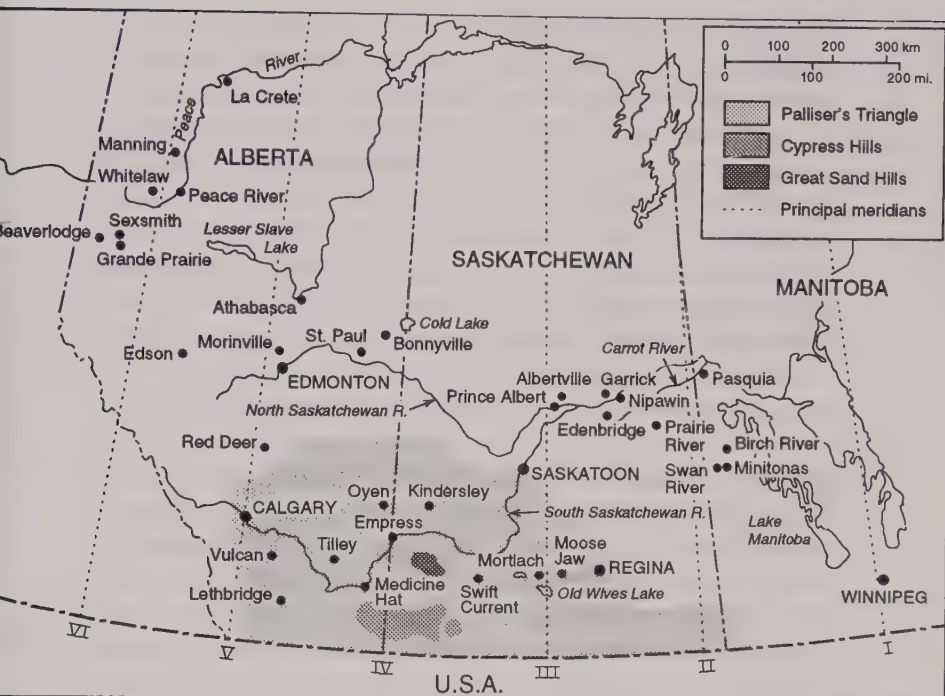 0 100 200 300 km
0 100 200 mi.
Palliser's Triangle
Cypress Hills
Great Sand Hills
Principal meridians
River
La Crete
Peace
Manning
ALBERTA
Whitelaw
Peace River
Sexsmith
Beaverlodge
Grande Prairie
Lesser Slave
Lake
SASKATCHEWAN
MANITOBA
Athabasca
Cold Lake
Morinville
St. Paul
Bonnyville
Edson
EDMONTON
Carrot River
North Saskatchewan R.
Albertville
Garrick
Pasquia
Prince Albert
Nipawin
Edenbridge
Prairie
River
Birch River
Red Deer
SASKATOON
Swan
River
Minitonas
CALGARY
Oyen
Kindersley
South Saskatchewan R.
Lake
Manitoba
Empress
Vulcan
Tilley
Mortlach
Moose
Jaw
REGINA
Lethbridge
Medicine
Hat
Swift
Current
Old Wives Lake
WINNIPEG
VI
V
IV
III
II
I
U.S.A.